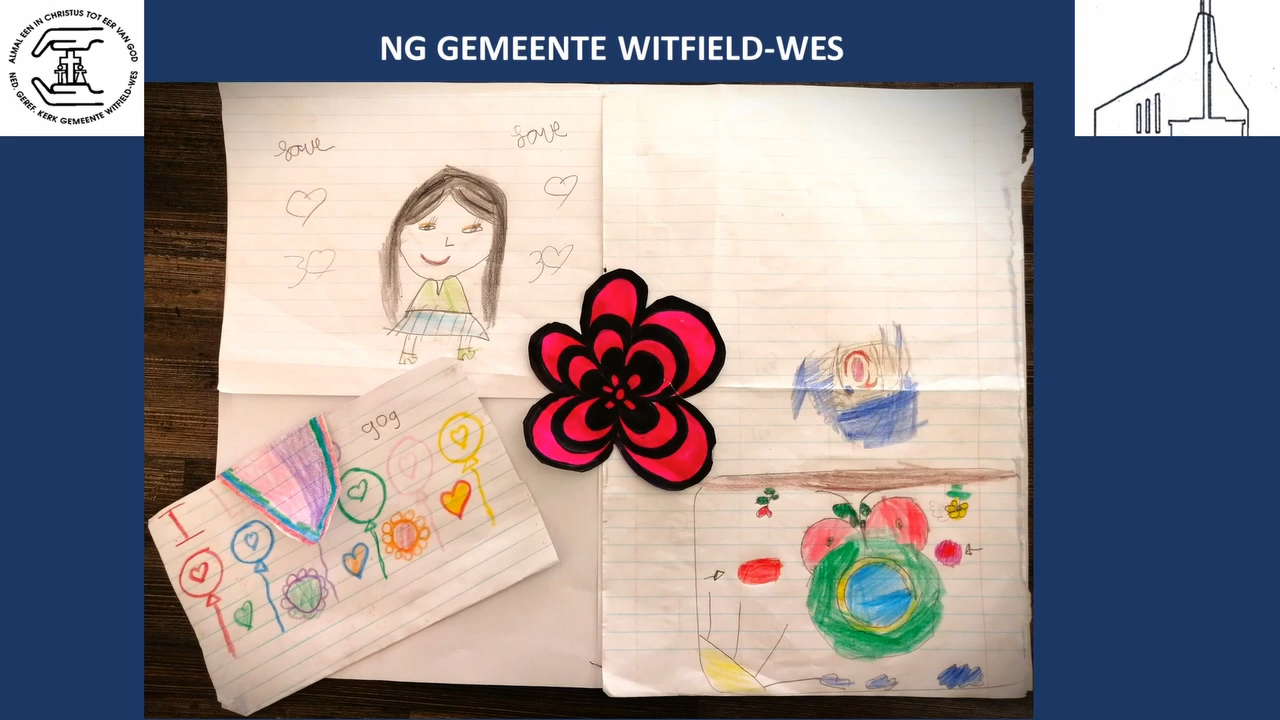 ALMAL EEN IN CHRISTUS TOT EER VAN GOD
NED. GEREF. KERK GEMEENTE WITFIELD-WES
NG GEMEENTE WITFIELD-WES
love
love
gog
I